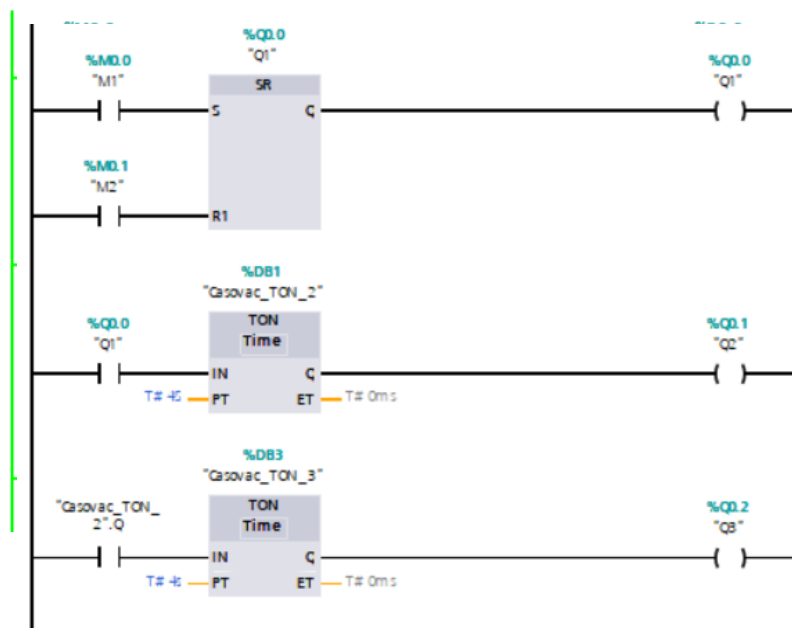 %Q0.0
"Q1"
%M0.0
"M1"
SR
S
Q
%Q0.0
"Q1"
%M0.1
"M2"
R1
%DB1
"Casovac_TON_2"
%Q0.0
"Q1"
TON
Time
%Q0.1
"Q2"
IN
Q
PT
ET
T# 0ms
%DB3
"Casovac_TON_3"
"Casovac_TON_
2".Q
TON
Time
%Q0.2
"Q3"
IN
Q
PT
ET
T# 0ms